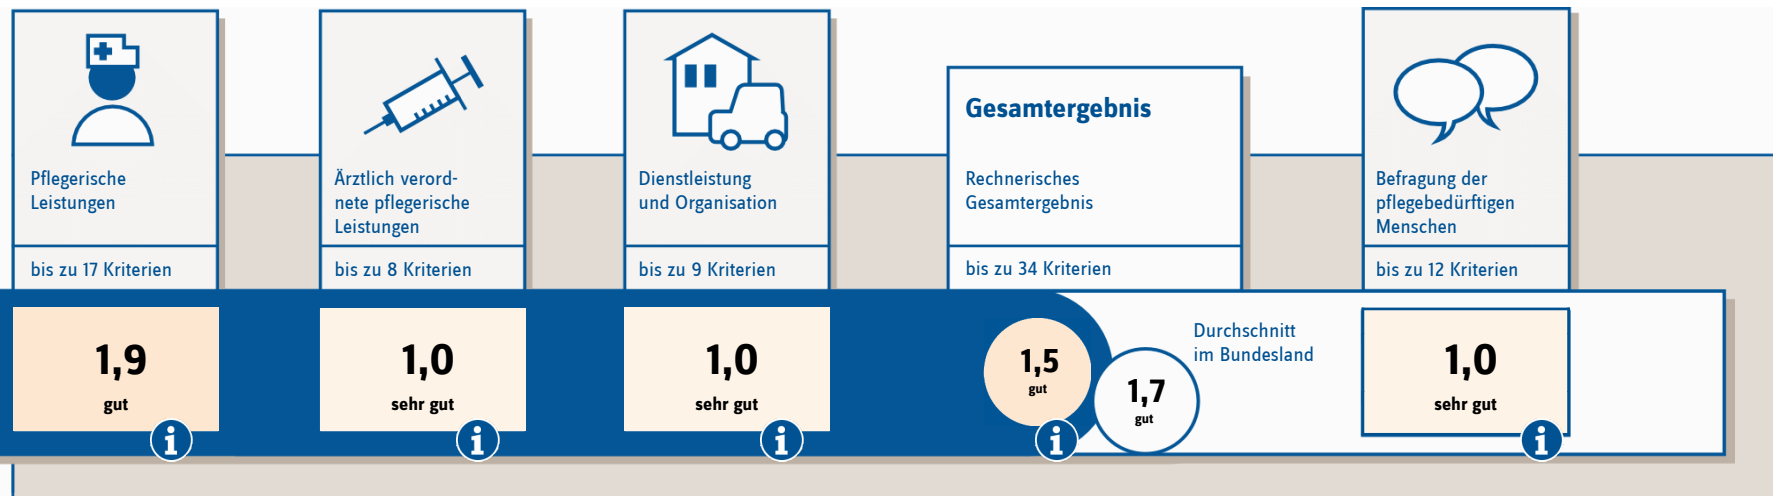 Pflegerische
Leistungen
bis zu 17 Kriterien
1,9
gut
i
Ärztlich verord-
nete pflegerische
Leistungen
bis zu 8 Kriterien
1,0
sehr gut
i
Dienstleistung
und Organisation
bis zu 9 Kriterien
1,0
sehr gut
i
Gesamtergebnis
Rechnerisches
Gesamtergebnis
bis zu 34 Kriterien
1,5
gut
i
1,7
gut
Durchschnitt
im Bundesland
Befragung der
pflegebedürftigen
Menschen
bis zu 12 Kriterien
1,0
sehr gut
i